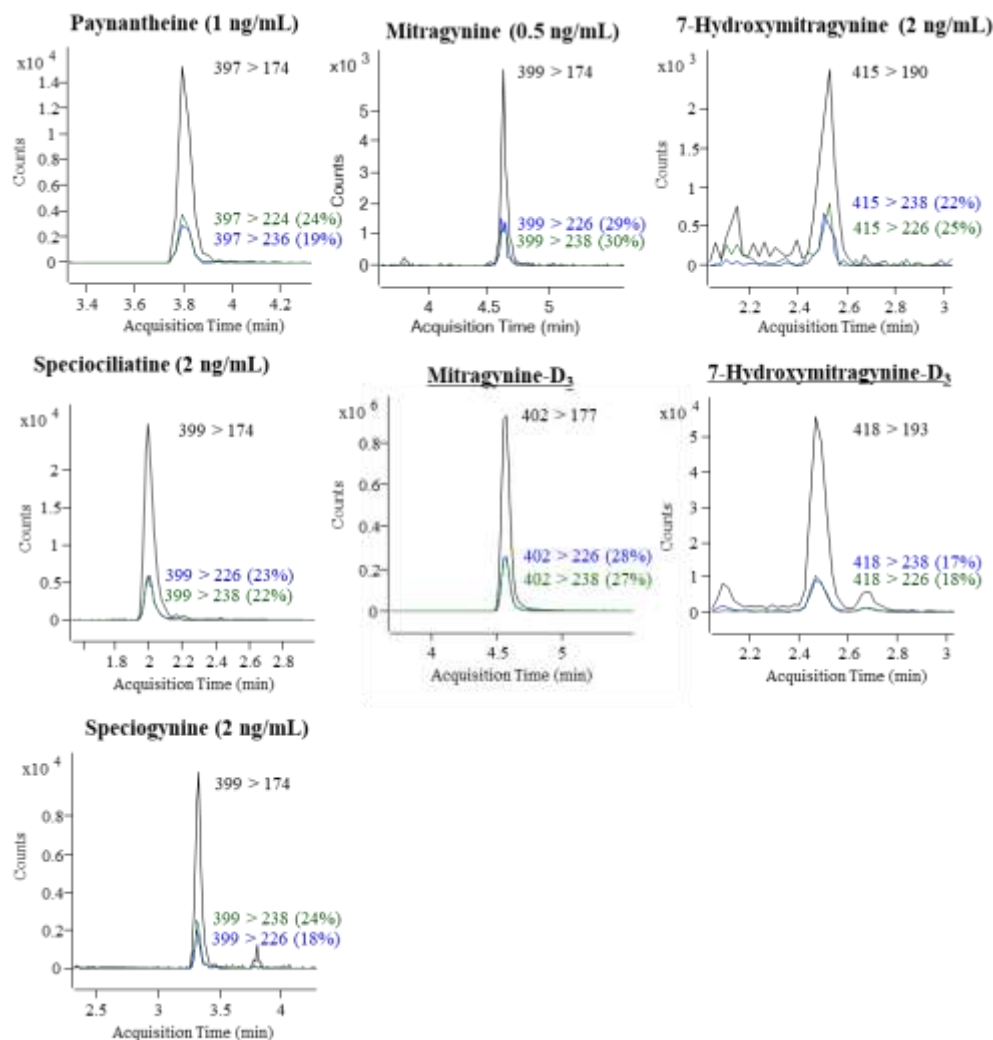 Paynantheine (1 ng/mL)
x10 4
397 > 174
1.4
1.2
1
0.8
0.6
0.4
0.2
0
Counts
397 > 224 (24%)
397 > 236 (19%)
3.4 3.6 3.8 4 4.2
Acquisition Time (min)
Mitragynine (0.5 ng/mL)
x10 3
399 > 174
5
4
3
2
1
0
Counts
399 > 226 (29%)
399 > 238 (30%)
4 4.5 5
Acquisition Time (min)
7-Hydroxymitragynine (2 ng/mL)
x10 3
415 > 190
2
1.5
1
0.5
0
Counts
415 > 238 (22%)
415 > 226 (25%)
2.2 2.4 2.6 2.8 3
Acquisition Time (min)
Speciociliatine (2 ng/mL)
x10 4
399 > 174
2
1.5
1
0.5
0
Counts
399 > 226 (23%)
399 > 238 (22%)
1.8 2 2.2 2.4 2.6 2.8
Acquisition Time (min)
Mitragynine-D3
x10 6
402 > 177
0.8
0.6
0.4
0.2
0
Counts
402 > 226 (28%)
402 > 238 (27%)
4 4.5 5
Acquisition Time (min)
7-Hydroxymitragynine-D3
x10 4
418 > 193
5
4
3
2
1
0
Counts
418 > 238 (17%)
418 > 226 (18%)
2.2 2.4 2.6 2.8 3
Acquisition Time (min)
Speciogynine (2 ng/mL)
x10 4
399 > 174
0.8
0.6
0.4
0.2
0
Counts
399 > 238 (24%)
399 > 226 (18%)
2.5 3 3.5 4
Acquisition Time (min)